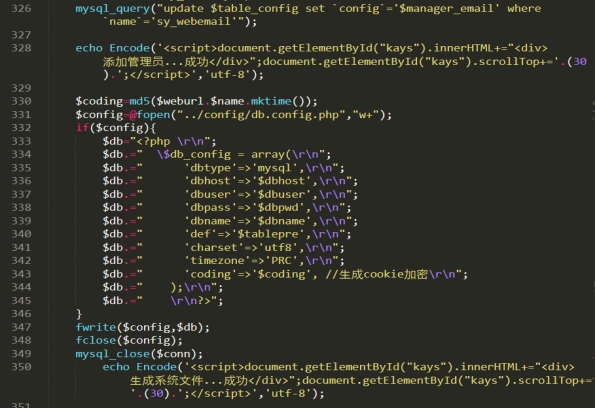 326 mysql_query("update $table_config set `config`='$manager_email' where
`name`='sy_webemail'");
327
328 echo Encode('<script>document.getElementById("kays").innerHTML+="<div>
添加管理员...成功</div>";document.getElementById("kays").scrollTop+='.(30
).';</script>','utf-8');
329
330 $coding=md5($weburl.$name.mktime());
331 $config=@fopen("../config/db.config.php","w+");
332 if($config){
333 $db="<?php \r\n";
334 $db.=" \$db_config = array(\r\n";
335 $db.=" 'dbtype'=>'mysql',\r\n";
336 $db.=" 'dbhost'=>'$dbhost',\r\n";
337 $db.=" 'dbuser'=>'$dbuser',\r\n";
338 $db.=" 'dbpass'=>'$dbpwd',\r\n";
339 $db.=" 'dbname'=>'$dbname',\r\n";
340 $db.=" 'def'=>'$tablepre',\r\n";
341 $db.=" 'charset'=>'utf8',\r\n";
342 $db.=" 'timezone'=>'PRC',\r\n";
343 $db.=" 'coding'=>'$coding', //生成cookie加密\r\n";
344 $db.=" );\r\n";
345 $db.=" \r\n?>";
346 }
347 fwrite($config,$db);
348 fclose($config);
349 mysql_close($conn);
350 echo Encode('<script>document.getElementById("kays").innerHTML+="<div>
生成系统文件...成功</div>";document.getElementById("kays").scrollTop+=
'.(30).';</script>','utf-8');
351